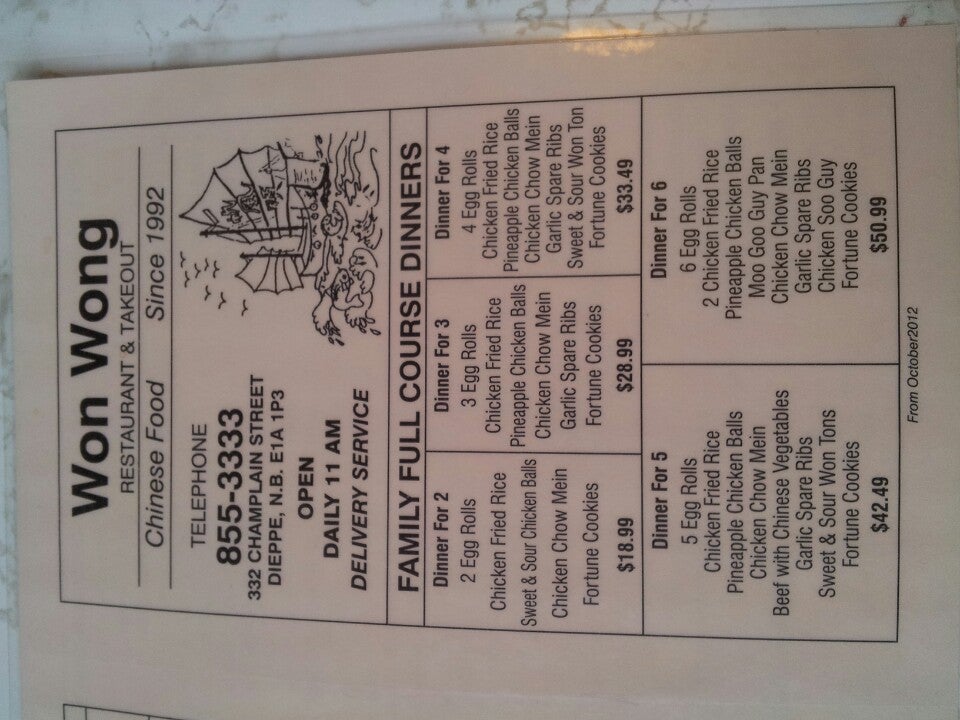 Won Wong
RESTAURANT & TAKEOUT
Chinese Food Since 1992
TELEPHONE
855-3333
332 CHAMPLAIN STREET
DIEPPE, N.B. E1A 1P3
OPEN
DAILY 11 AM
DELIVERY SERVICE
FAMILY FULL COURSE DINNERS
Dinner For 2
2 Egg Rolls
Chicken Fried Rice
Sweet & Sour Chicken Balls
Chicken Chow Mein
Fortune Cookies
$18.99
Dinner For 3
3 Egg Rolls
Chicken Fried Rice
Pineapple Chicken Balls
Chicken Chow Mein
Garlic Spare Ribs
Fortune Cookies
$28.99
Dinner For 4
4 Egg Rolls
Chicken Fried Rice
Pineapple Chicken Balls
Chicken Chow Mein
Garlic Spare Ribs
Sweet & Sour Won Ton
Fortune Cookies
$33.49
Dinner For 5
5 Egg Rolls
Chicken Fried Rice
Pineapple Chicken Balls
Chicken Chow Mein
Beef with Chinese Vegetables
Garlic Spare Ribs
Sweet & Sour Won Tons
Fortune Cookies
$42.49
Dinner For 6
6 Egg Rolls
2 Chicken Fried Rice
Pineapple Chicken Balls
Moo Goo Guy Pan
Chicken Chow Mein
Garlic Spare Ribs
Chicken Soo Guy
Fortune Cookies
$50.99
From October2012